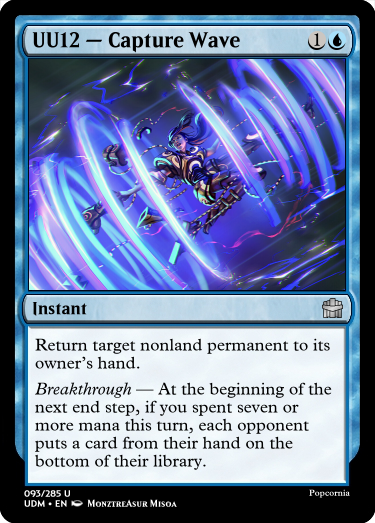 UU12 — Capture Wave 1
Instant
Return target nonland permanent to its
owner's hand.
Breakthrough — At the beginning of the
next end step, if you spent seven or
more mana this turn, each opponent
puts a card from their hand on the
bottom of their library.
093/285 U Popcornia
UDM • EN MonztreAsur Misoa